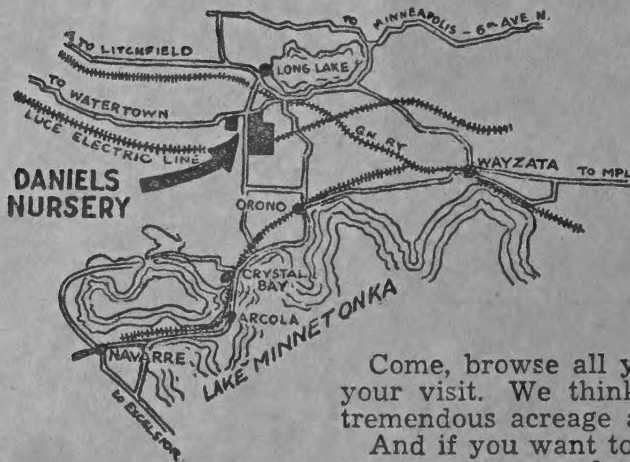 TO MINNEAPOLIS - 6TH AVE N.
TO LITCHFIELD
LONG LAKE
TO WATERTOWN
LUCE ELECTRIC LINE
G.N. RY
WAYZATA
TO MPL
DANIELS
NURSERY
ORONO
CRYSTAL
BAY
ARCOLA
LAKE MINNETONKA
NAVARRE
to EXCELSIOR
Come, browse all y
your visit. We think
tremendous acreage a
And if you want to